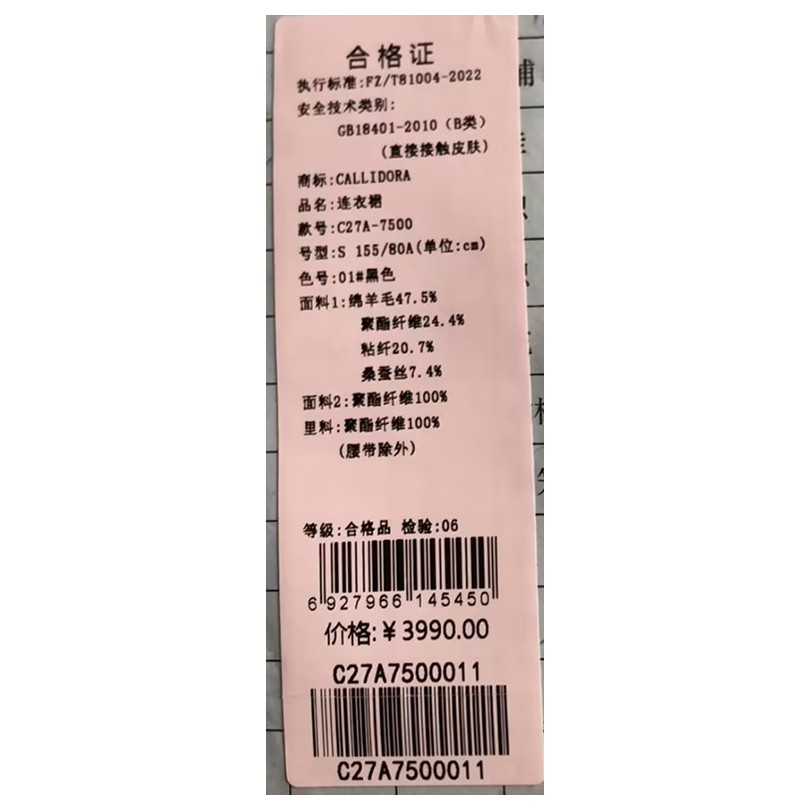 合格证
执行标准:FZ/T81004-2022
安全技术类别:
GB18401-2010（B类）
(直接接触皮肤)
商标:CALLIDORA
品名:连衣裙
款号:C27A-7500
号型:S 155/80A(单位:cm)
色号:01#黑色
面料1:绵羊毛47.5%
聚酯纤维24.4%
粘纤20.7%
桑蚕丝7.4%
面料2:聚酯纤维100%
里料:聚酯纤维100%
(腰带除外)
等级:合格品 检验:06
6 927966 145450
价格:￥3990.00
C27A7500011
C27A7500011